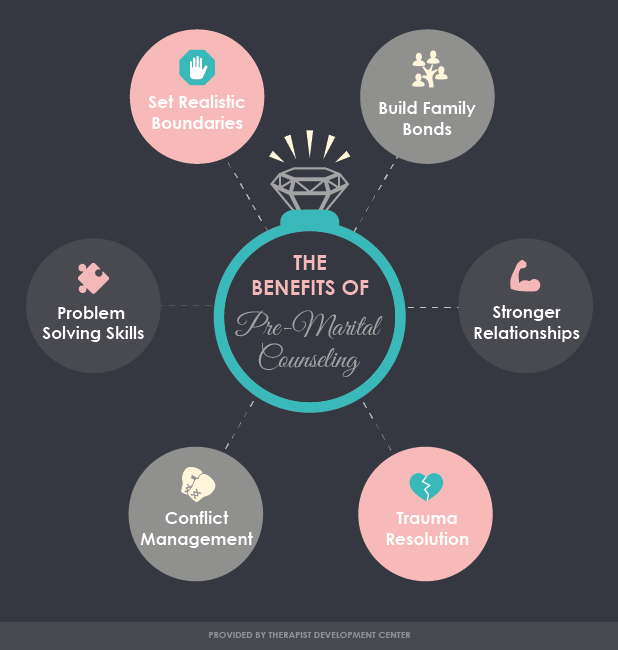 Set Realistic
Boundaries
Build Family
Bonds
THE
BENEFITS OF
Pre-Marital
Counseling
Problem
Solving Skills
Stronger
Relationships
Conflict
Management
Trauma
Resolution
PROVIDED BY THERAPIST DEVELOPMENT CENTER